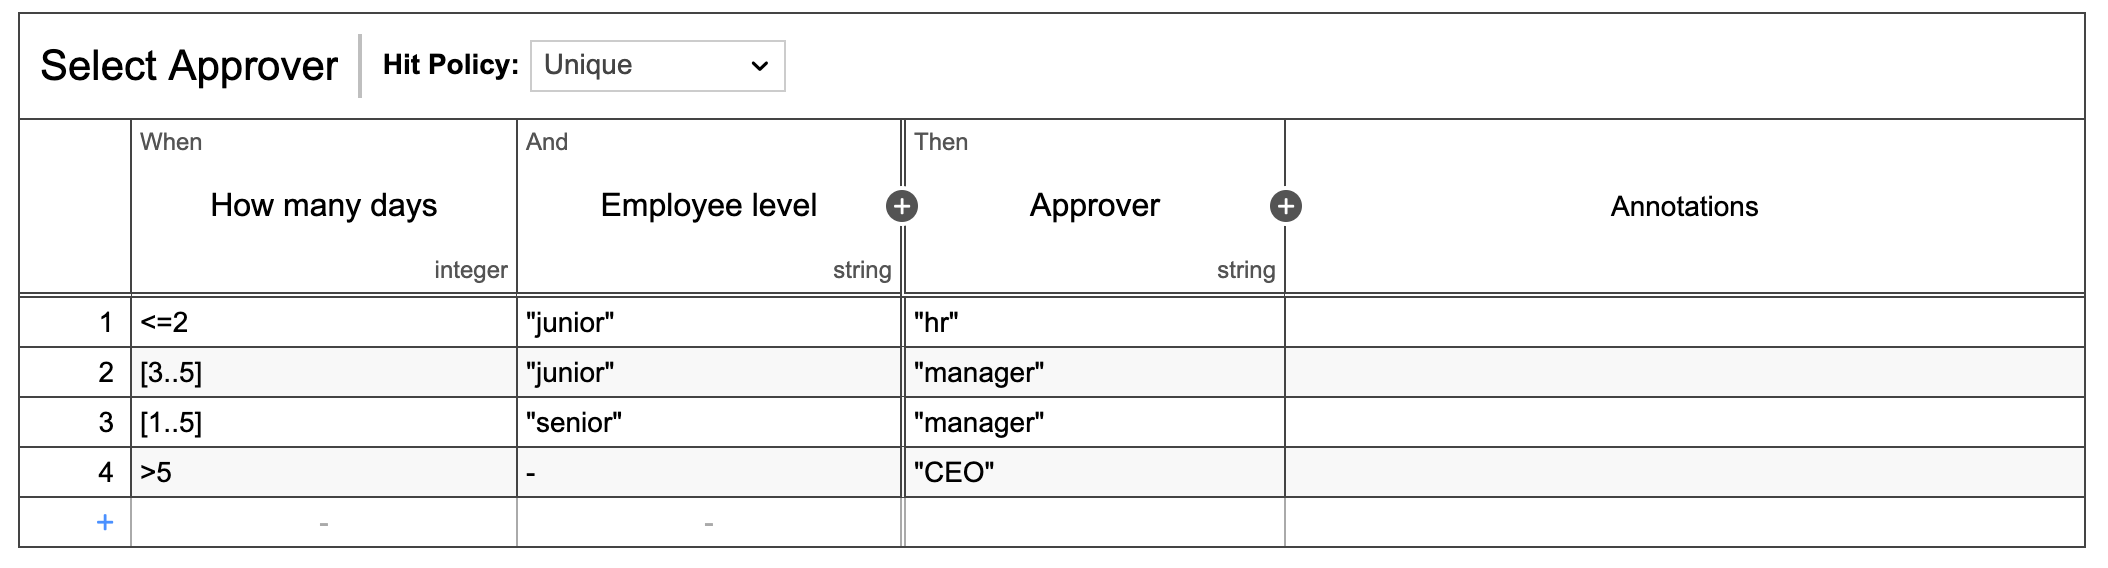 Select Approver Hit Policy: Unique
When And Then
How many days Employee level + Approver + Annotations
integer string string
1 <=2 "junior" "hr"
2 [3..5] "junior" "manager"
3 [1..5] "senior" "manager"
4 >5 - "CEO"
+ - -